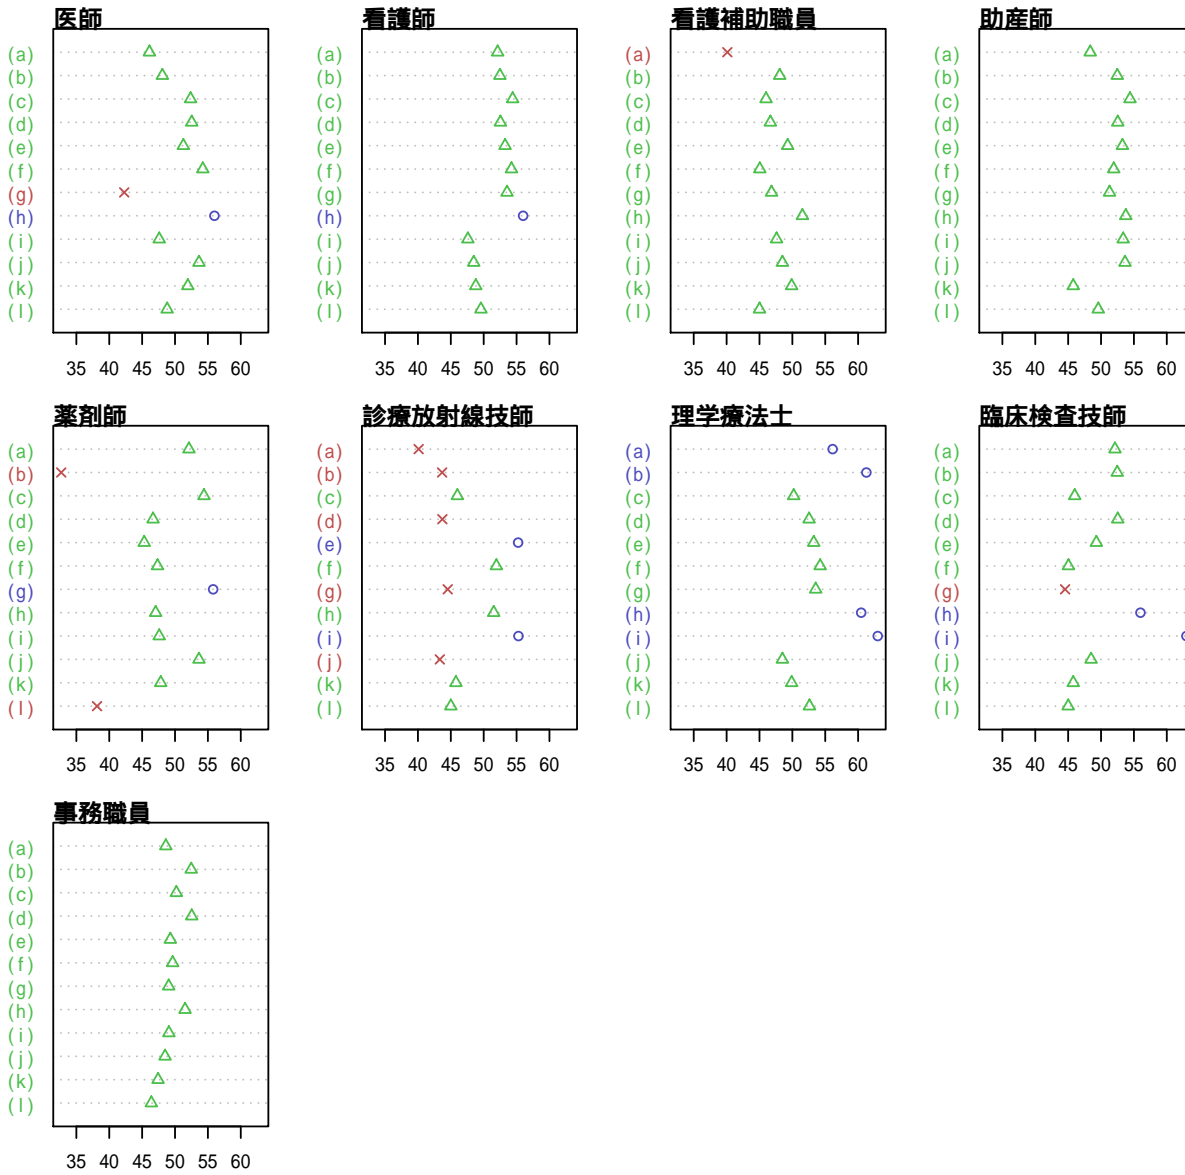 医師 看護師 看護補助職員 助産師
(a) (a) (a) (a)
(b) (b) (b) (b)
(c) (c) (c) (c)
(d) (d) (d) (d)
(e) (e) (e) (e)
(f) (f) (f) (f)
(g) (g) (g) (g)
(h) (h) (h) (h)
(i) (i) (i) (i)
(j) (j) (j) (j)
(k) (k) (k) (k)
(l) (l) (l) (l)
35 40 45 50 55 60 35 40 45 50 55 60 35 40 45 50 55 60 35 40 45 50 55 60
薬剤師 診療放射線技師 理学療法士 臨床検査技師
(a) (a) (a) (a)
(b) (b) (b) (b)
(c) (c) (c) (c)
(d) (d) (d) (d)
(e) (e) (e) (e)
(f) (f) (f) (f)
(g) (g) (g) (g)
(h) (h) (h) (h)
(i) (i) (i) (i)
(j) (j) (j) (j)
(k) (k) (k) (k)
(l) (l) (l) (l)
35 40 45 50 55 60 35 40 45 50 55 60 35 40 45 50 55 60 35 40 45 50 55 60
事務職員
(a)
(b)
(c)
(d)
(e)
(f)
(g)
(h)
(i)
(j)
(k)
(l)
35 40 45 50 55 60